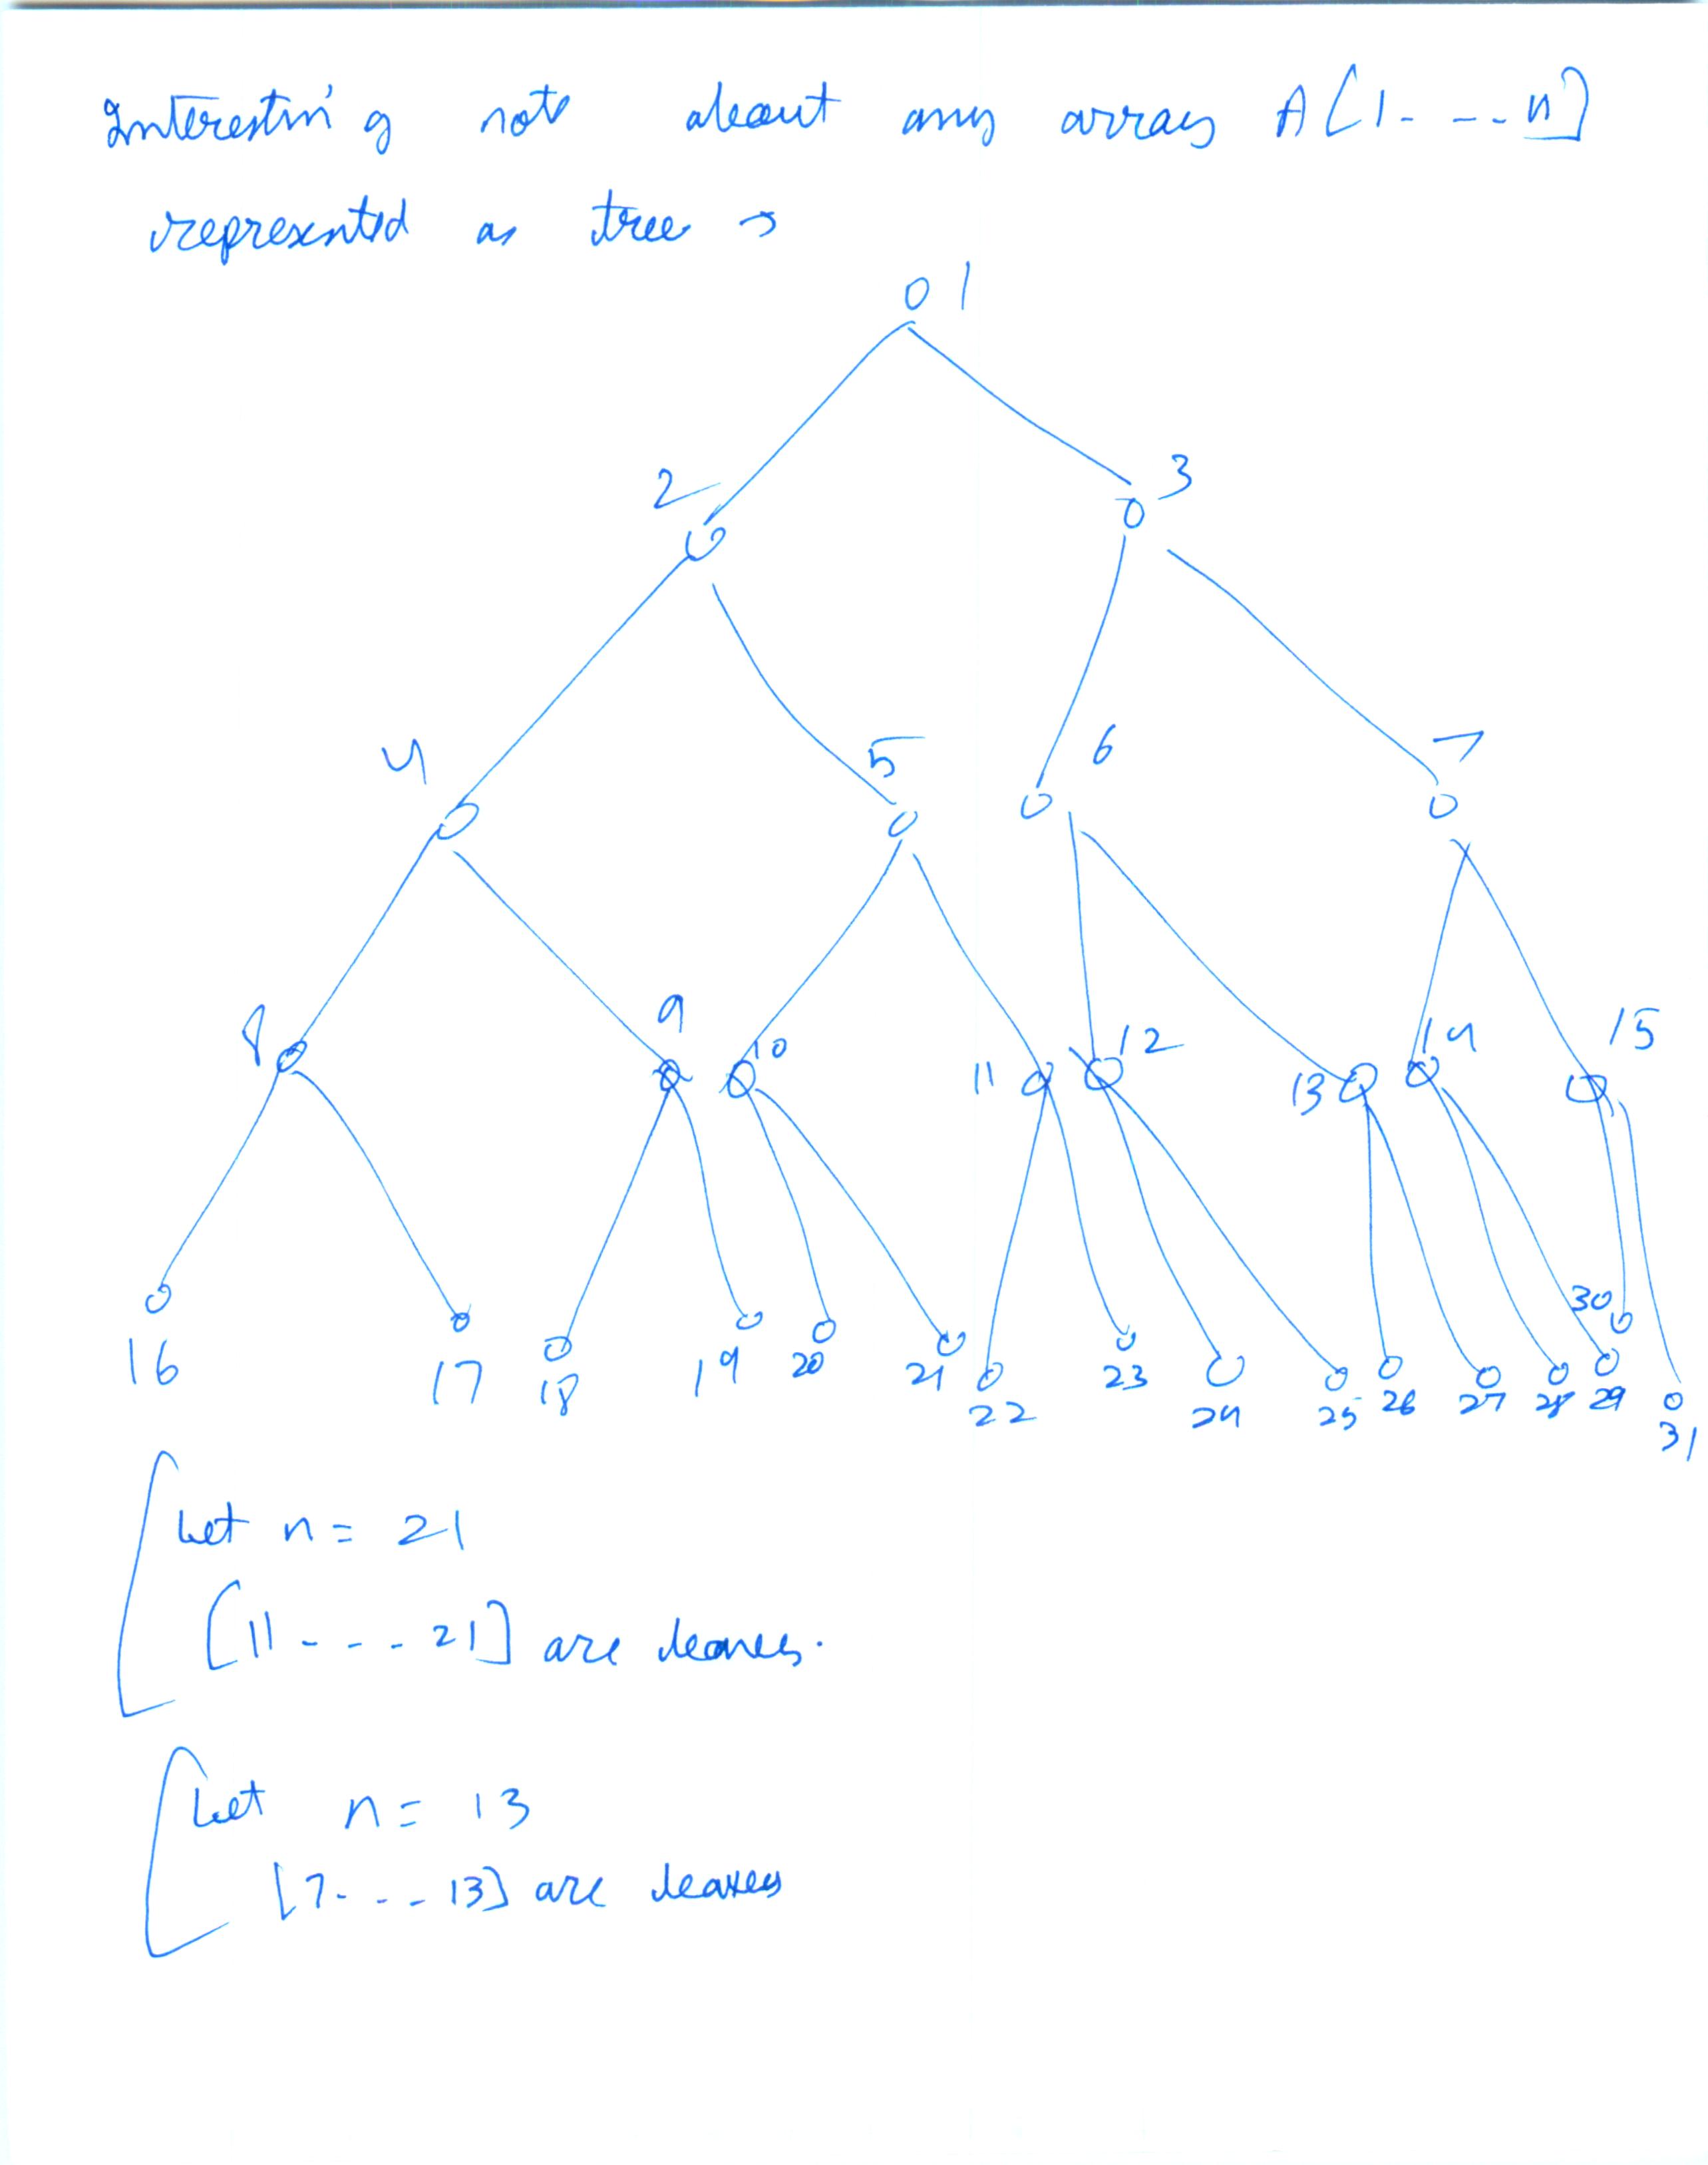 Interesting note about any array A[1- - -.. n]
represented as tree →
1
2 3
4 5 6 7
8 9 10 11 12 13 14 15
16 17 18 19 20 21 22 23 24 25 26 27 28 29 30 31
Let n = 21
[11 - - - - 21] are leaves.
Let n = 13
[7- - - - 13] are leaves